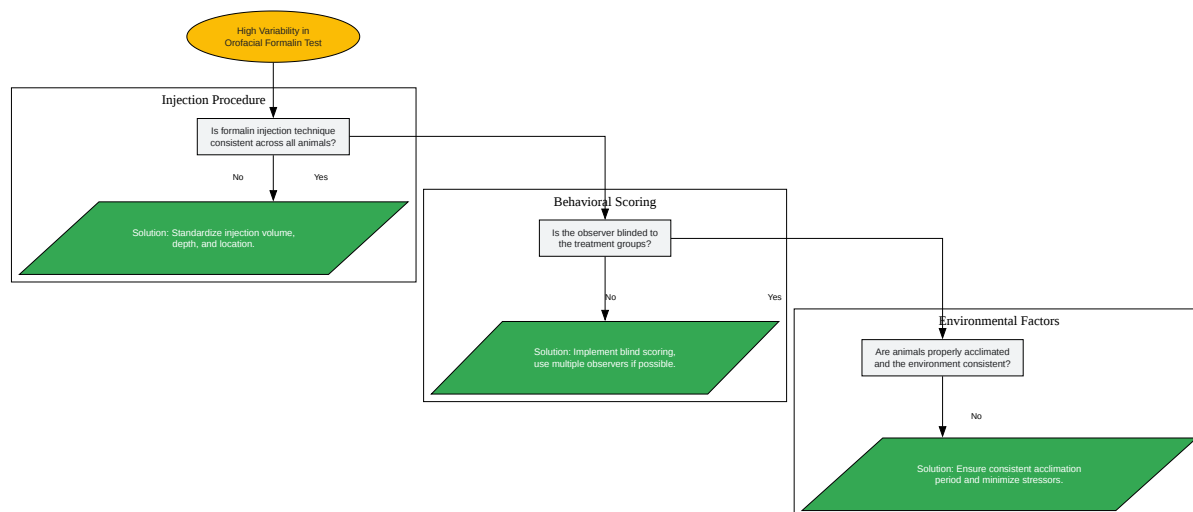 High Variability in
Orofacial Formalin Test
Injection Procedure
Is formalin injection technique
consistent across all animals?
No
Yes
Solution: Standardize injection volume,
depth, and location.
Behavioral Scoring
Is the observer blinded to
the treatment groups?
No
Yes
Solution: Implement blind scoring,
use multiple observers if possible.
Environmental Factors
Are animals properly acclimated
and the environment consistent?
No
Solution: Ensure consistent acclimation
period and minimize stressors.